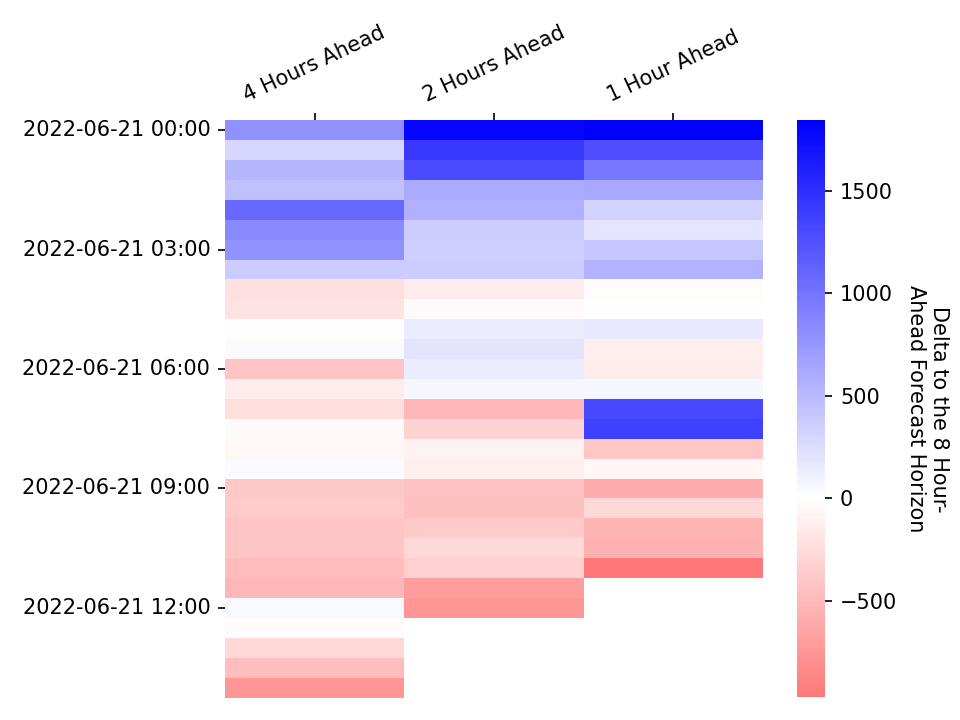 4 Hours Ahead
2 Hours Ahead
1 Hour Ahead
2022-06-21 00:00
2022-06-21 03:00
2022-06-21 06:00
2022-06-21 09:00
2022-06-21 12:00
1500
1000
500
0
−500
Delta to the 8 Hour-
Ahead Forecast Horizon